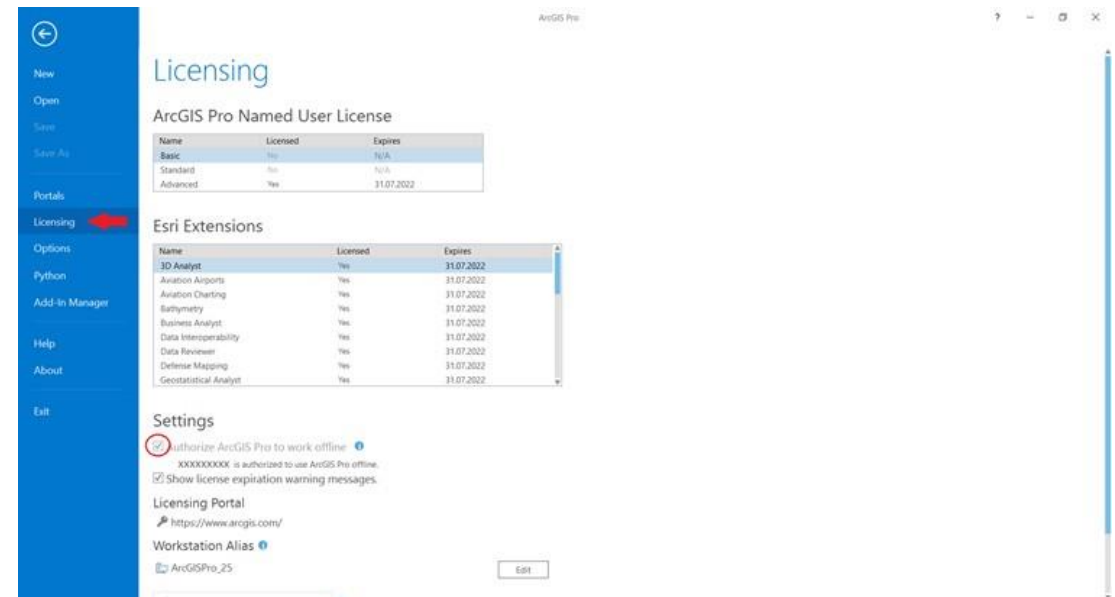 ArcGIS Pro
?
New
Open
Save
Save As
Portals
Licensing
Options
Python
Add-In Manager
Help
About
Exit
Licensing
ArcGIS Pro Named User License
Name Licensed Expires
Basic No N/A
Standard No N/A
Advanced Yes 31.07.2022
Esri Extensions
Name Licensed Expires
3D Analyst Yes 31.07.2022
Aviation Airports Yes 31.07.2022
Aviation Charting Yes 31.07.2022
Bathymetry Yes 31.07.2022
Business Analyst Yes 31.07.2022
Data Interoperability Yes 31.07.2022
Data Reviewer Yes 31.07.2022
Defense Mapping Yes 31.07.2022
Geostatistical Analyst Yes 31.07.2022
Settings
Authorize ArcGIS Pro to work offline
XXXXXXXXX is authorized to use ArcGIS Pro offline.
Show license expiration warning messages.
Licensing Portal
https://www.arcgis.com/
Workstation Alias
ArcGISPro_25
Edit